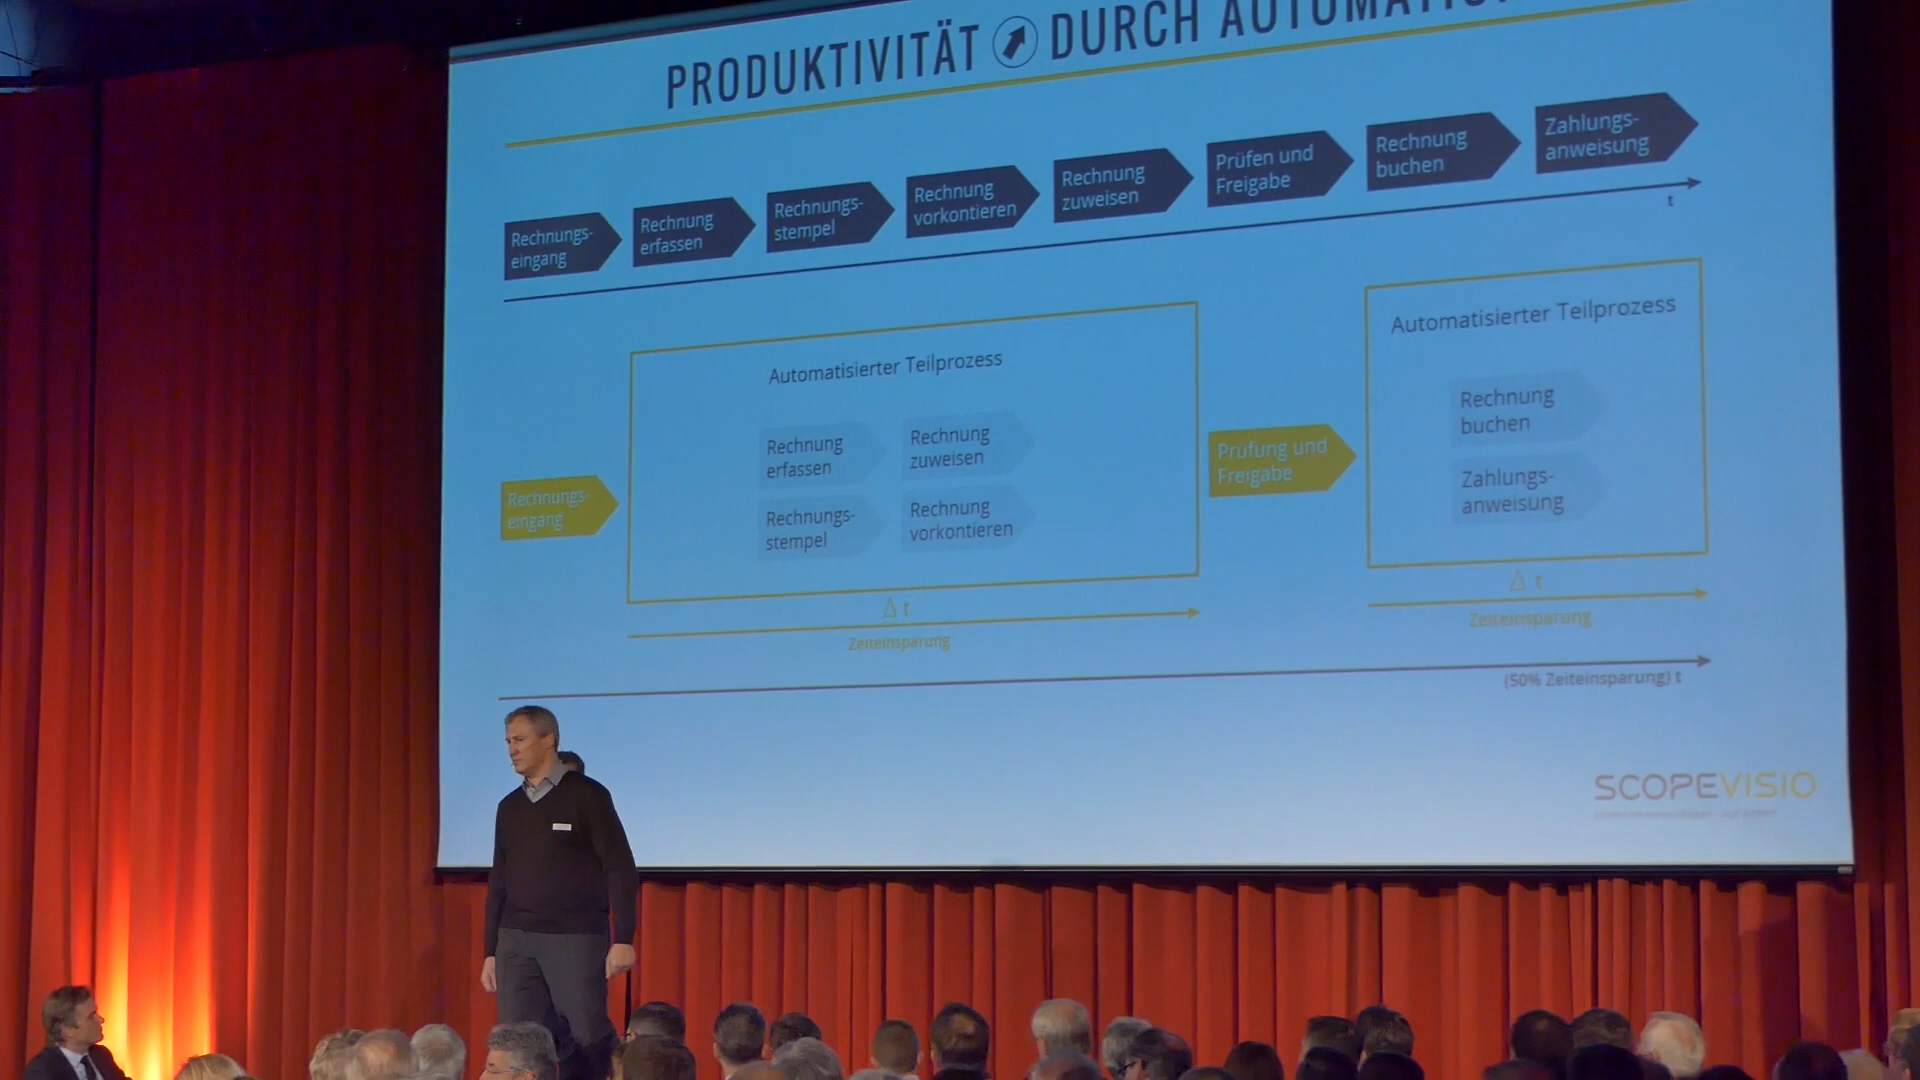 PRODUKTIVITÄT DURCH
Rechnungs-
eingang
Rechnung
erfassen
Rechnungs-
stempel
Rechnung
vorkontieren
Rechnung
zuweisen
Prüfen und
Freigabe
Rechnung
buchen
Zahlungs-
anweisung
t
Rechnungs-
eingang
Automatisierter Teilprozess
Rechnung
erfassen
Rechnung
zuweisen
Rechnungs-
stempel
Rechnung
vorkontieren
Δ t
Zeiteinsparung
Prüfung und
Freigabe
Automatisierter Teilprozess
Rechnung
buchen
Zahlungs-
anweisung
Δ t
Zeiteinsparung
(50% Zeiteinsparung) t
SCOPEVISIO